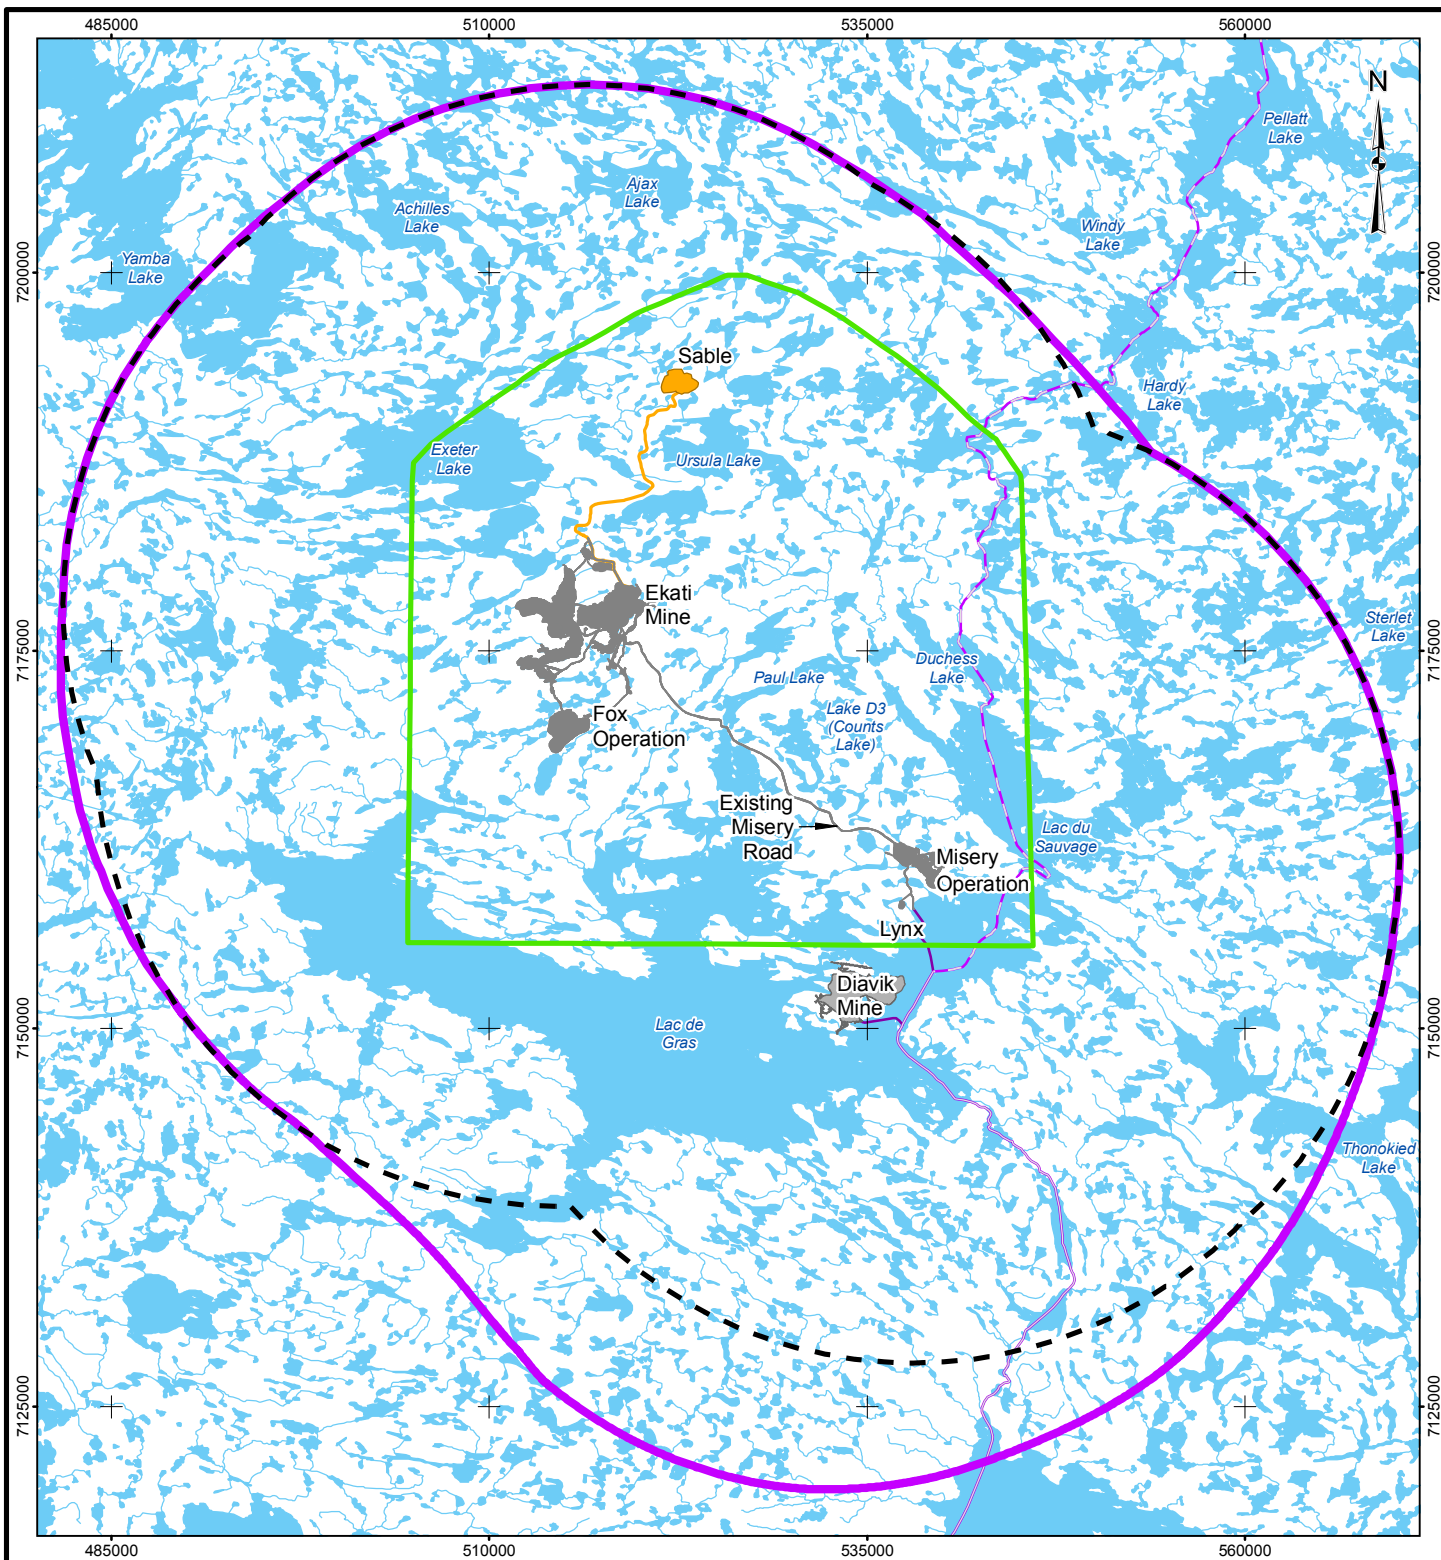 485000
510000
535000
560000
N
Pellatt
Lake
Ajax
Lake
Achilles
Lake
Windy
Lake
Yamba
Lake
7200000
7200000
Sable
Hardy
Lake
Exeter
Lake
Ursula Lake
Ekati
Mine
Sterlet
Lake
7175000
7175000
Duchess
Lake
Paul Lake
Lake D3
(Counts
Lake)
Fox
Operation
Existing
Misery
Road
Lac du
Sauvage
Misery
Operation
Lynx
Diavik
Mine
Lac de
Gras
7150000
7150000
Thonokied
Lake
7125000
7125000
485000
510000
535000
560000